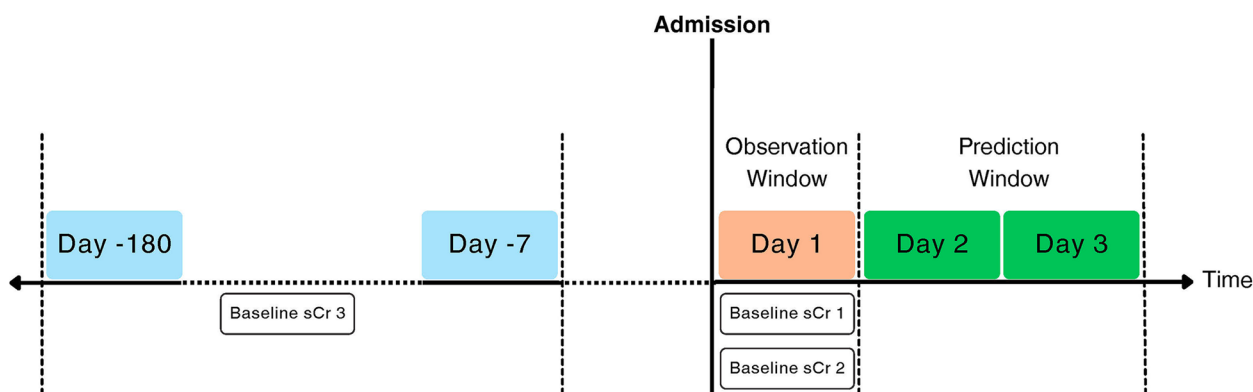 Admission
Observation
Window
Prediction
Window
Day -180
Day -7
Day 1
Day 2
Day 3
Time
Baseline sCr 3
Baseline sCr 1
Baseline sCr 2